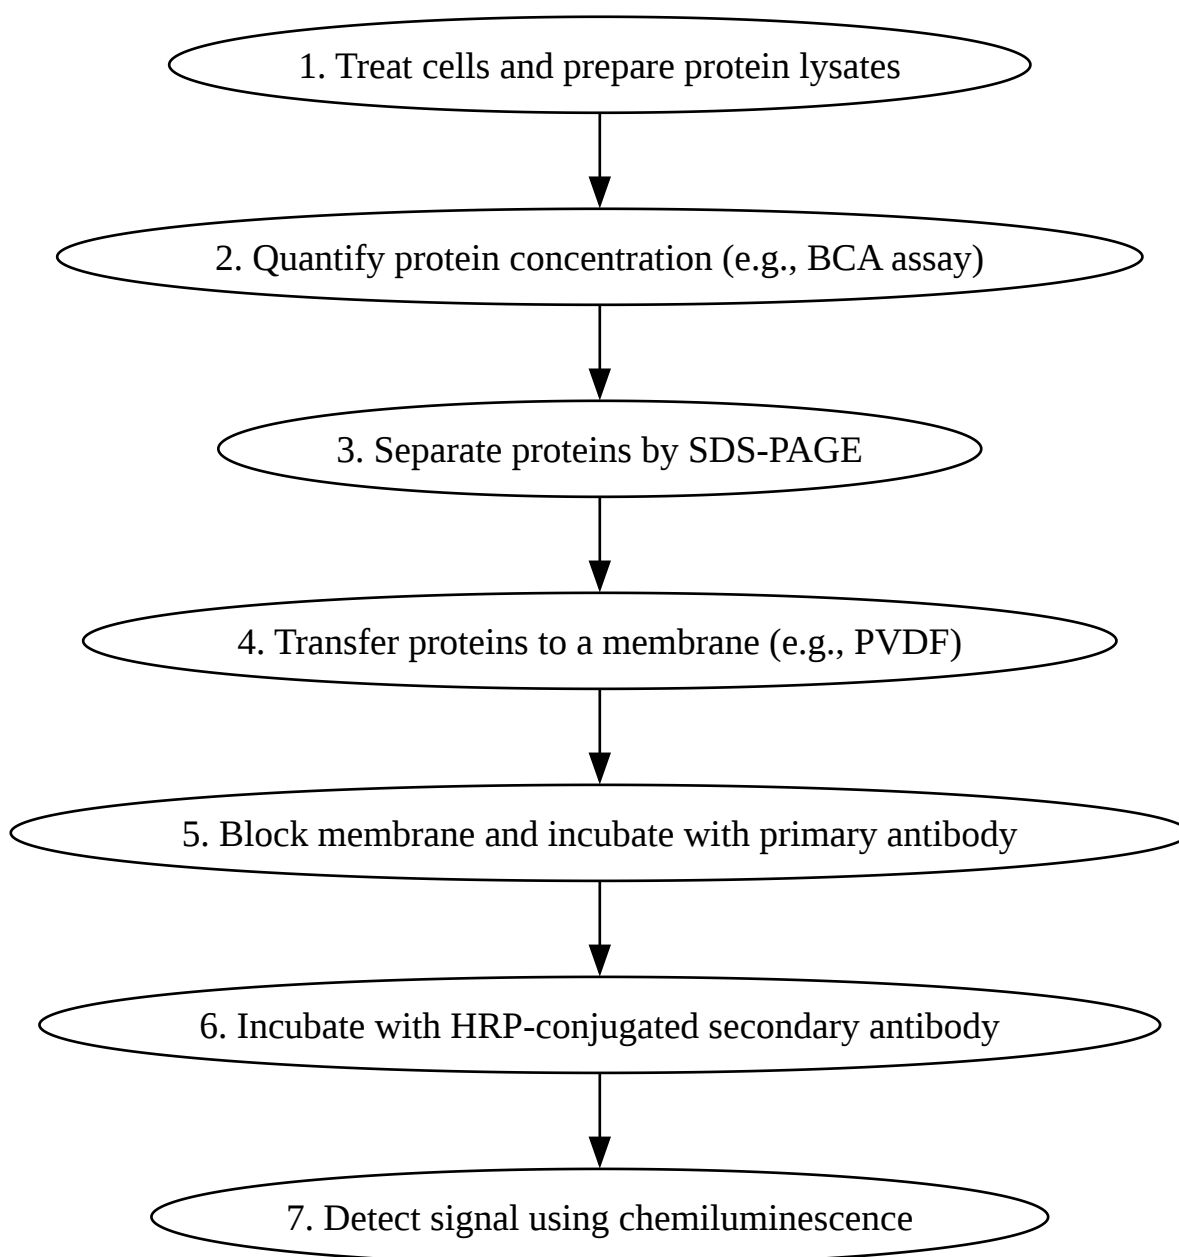 1. Treat cells and prepare protein lysates
2. Quantify protein concentration (e.g., BCA assay)
3. Separate proteins by SDS-PAGE
4. Transfer proteins to a membrane (e.g., PVDF)
5. Block membrane and incubate with primary antibody
6. Incubate with HRP-conjugated secondary antibody
7. Detect signal using chemiluminescence